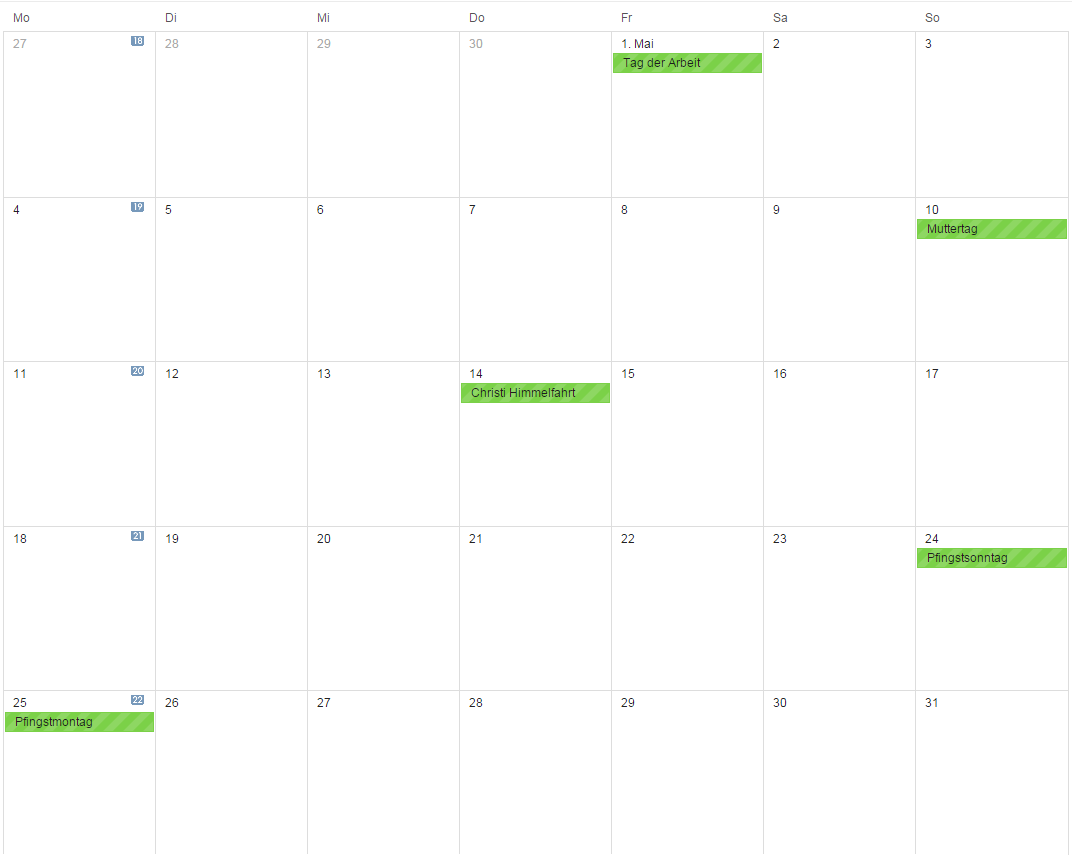 Mo Di Mi Do Fr Sa So
27 18 28 29 30 1. Mai 2 3
Tag der Arbeit
4 19 5 6 7 8 9 10
Muttertag
11 20 12 13 14 15 16 17
Christi Himmelfahrt
18 21 19 20 21 22 23 24
Pfingstsonntag
25 22 26 27 28 29 30 31
Pfingstmontag